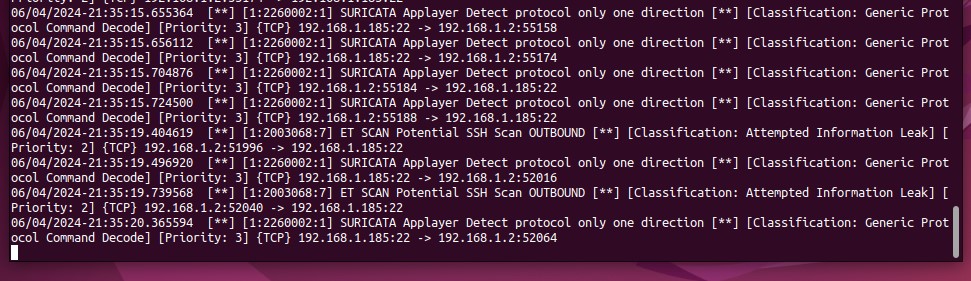 06/04/2024-21:35:15.655364  [**] [1:2260002:1] SURICATA Applayer Detect protocol only one direction [**] [Classification: Generic Prot
ocol Command Decode] [Priority: 3] {TCP} 192.168.1.185:22 -> 192.168.1.2:55158
06/04/2024-21:35:15.656112  [**] [1:2260002:1] SURICATA Applayer Detect protocol only one direction [**] [Classification: Generic Prot
ocol Command Decode] [Priority: 3] {TCP} 192.168.1.185:22 -> 192.168.1.2:55174
06/04/2024-21:35:15.704876  [**] [1:2260002:1] SURICATA Applayer Detect protocol only one direction [**] [Classification: Generic Prot
ocol Command Decode] [Priority: 3] {TCP} 192.168.1.2:55184 -> 192.168.1.185:22
06/04/2024-21:35:15.724500  [**] [1:2260002:1] SURICATA Applayer Detect protocol only one direction [**] [Classification: Generic Prot
ocol Command Decode] [Priority: 3] {TCP} 192.168.1.2:55188 -> 192.168.1.185:22
06/04/2024-21:35:19.404619  [**] [1:2003068:7] ET SCAN Potential SSH Scan OUTBOUND [**] [Classification: Attempted Information Leak] [
Priority: 2] {TCP} 192.168.1.2:51996 -> 192.168.1.185:22
06/04/2024-21:35:19.496920  [**] [1:2260002:1] SURICATA Applayer Detect protocol only one direction [**] [Classification: Generic Prot
ocol Command Decode] [Priority: 3] {TCP} 192.168.1.185:22 -> 192.168.1.2:52016
06/04/2024-21:35:19.739568  [**] [1:2003068:7] ET SCAN Potential SSH Scan OUTBOUND [**] [Classification: Attempted Information Leak] [
Priority: 2] {TCP} 192.168.1.2:52040 -> 192.168.1.185:22
06/04/2024-21:35:20.365594  [**] [1:2260002:1] SURICATA Applayer Detect protocol only one direction [**] [Classification: Generic Prot
ocol Command Decode] [Priority: 3] {TCP} 192.168.1.185:22 -> 192.168.1.2:52064